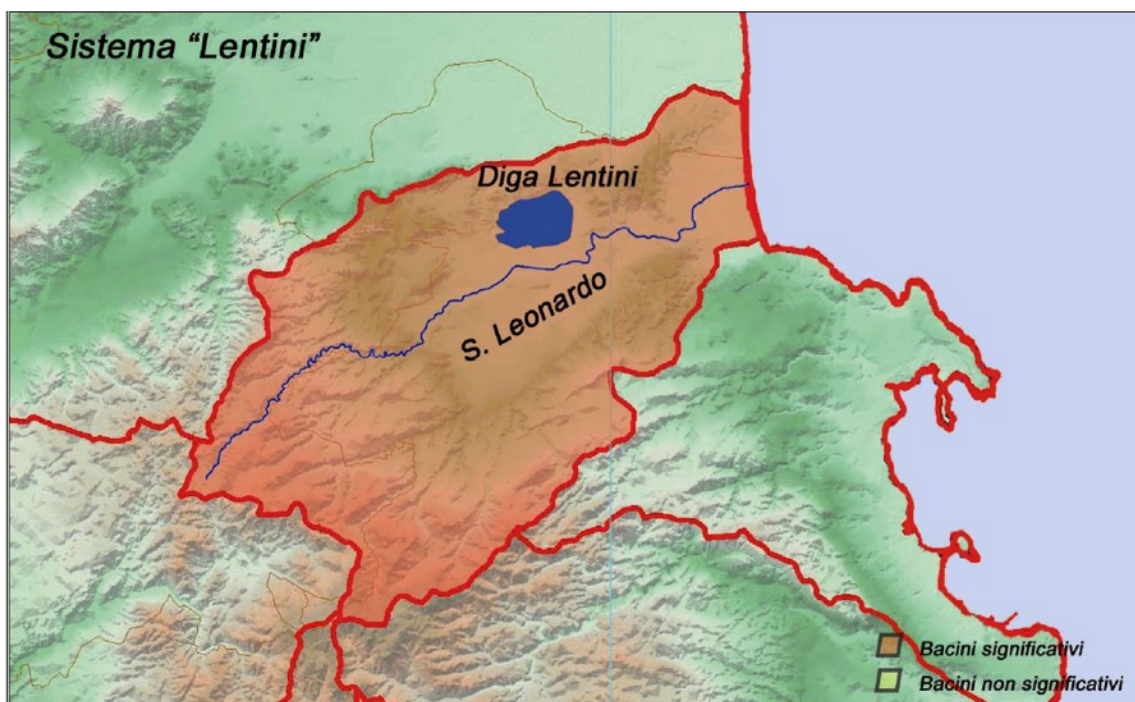 Sistema “Lentini”
Diga Lentini
S. Leonardo
Bacini significativi
Bacini non significativi